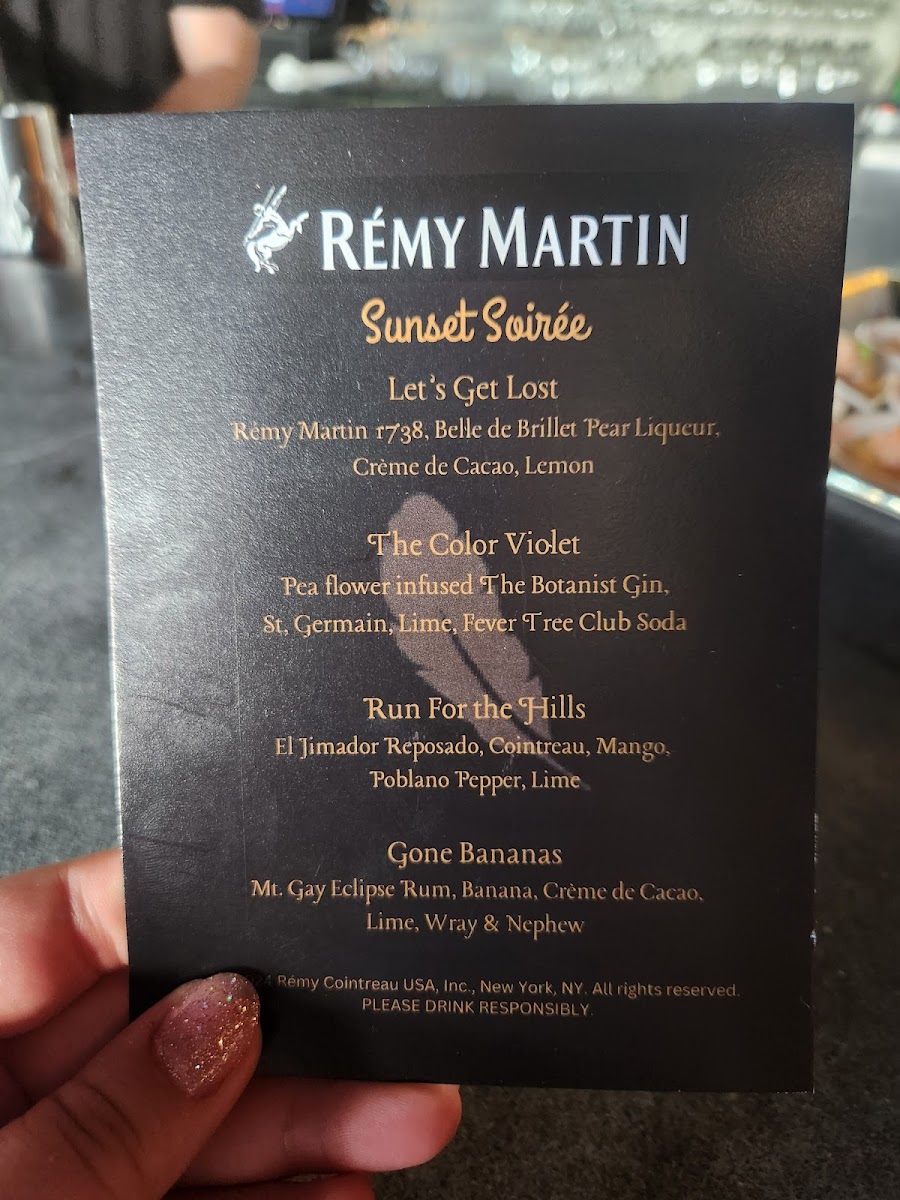 RÉMY MARTIN
Sunset Soirée
Let's Get Lost
Rémy Martin 1738, Belle de Brillet Pear Liqueur,
Crème de Cacao, Lemon
The Color Violet
Pea flower infused The Botanist Gin,
St, Germain, Lime, Fever Tree Club Soda
Run For the Hills
El Jimador Reposado, Cointreau, Mango,
Poblano Pepper, Lime
Gone Bananas
Mt. Gay Eclipse Rum, Banana, Crème de Cacao,
Lime, Wray & Nephew
24 Rémy Cointreau USA, Inc., New York, NY. All rights reserved.
PLEASE DRINK RESPONSIBLY.